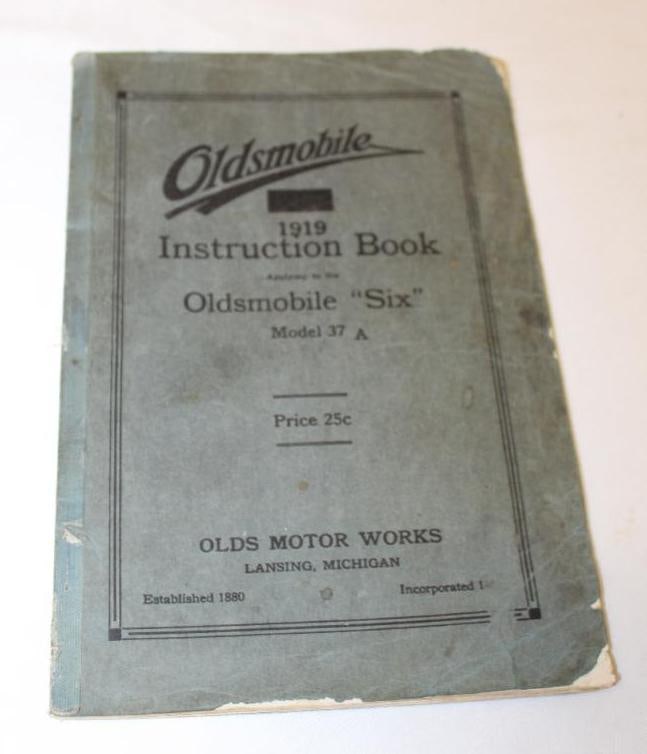 Oldsmobile
1919
Instruction Book
Applying to the
Oldsmobile "Six"
Model 37 A
Price 25c
OLDS MOTOR WORKS
LANSING, MICHIGAN
Established 1880
Incorporated